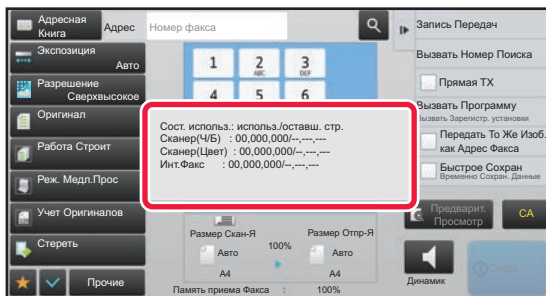 Адресная
Книга
Адрес
Номер факса
Запись Передач
Экспозиция
Авто
1
2
ABC
3
DEF
Вызвать Номер Поиска
Разрешение
Сверхвысокое
4
5
6
Прямая TX
Вызвать Программу
Вызвать Зарегистр. установки
Оригинал
Сост. использ.: использ./оставш. стр.
Сканер(Ч/Б) : 00,000,000/--,---,---
Сканер(Цвет) : 00,000,000/--,---,---
Инт.Факс : 00,000,000/--,---,---
Передать То Же Изоб.
как Адрес Факса
Работа Строит
Быстрое Сохран
Временно Сохран. Данные
Реж. Медл.Прос
Учет Оригиналов
Предварит.
Просмотр
CA
Размер Скан-Я
Размер Отпр-Я
100%
Авто
Авто
A4
A4
Стереть
Динамик
Прочие
Память приема Факса : 100%